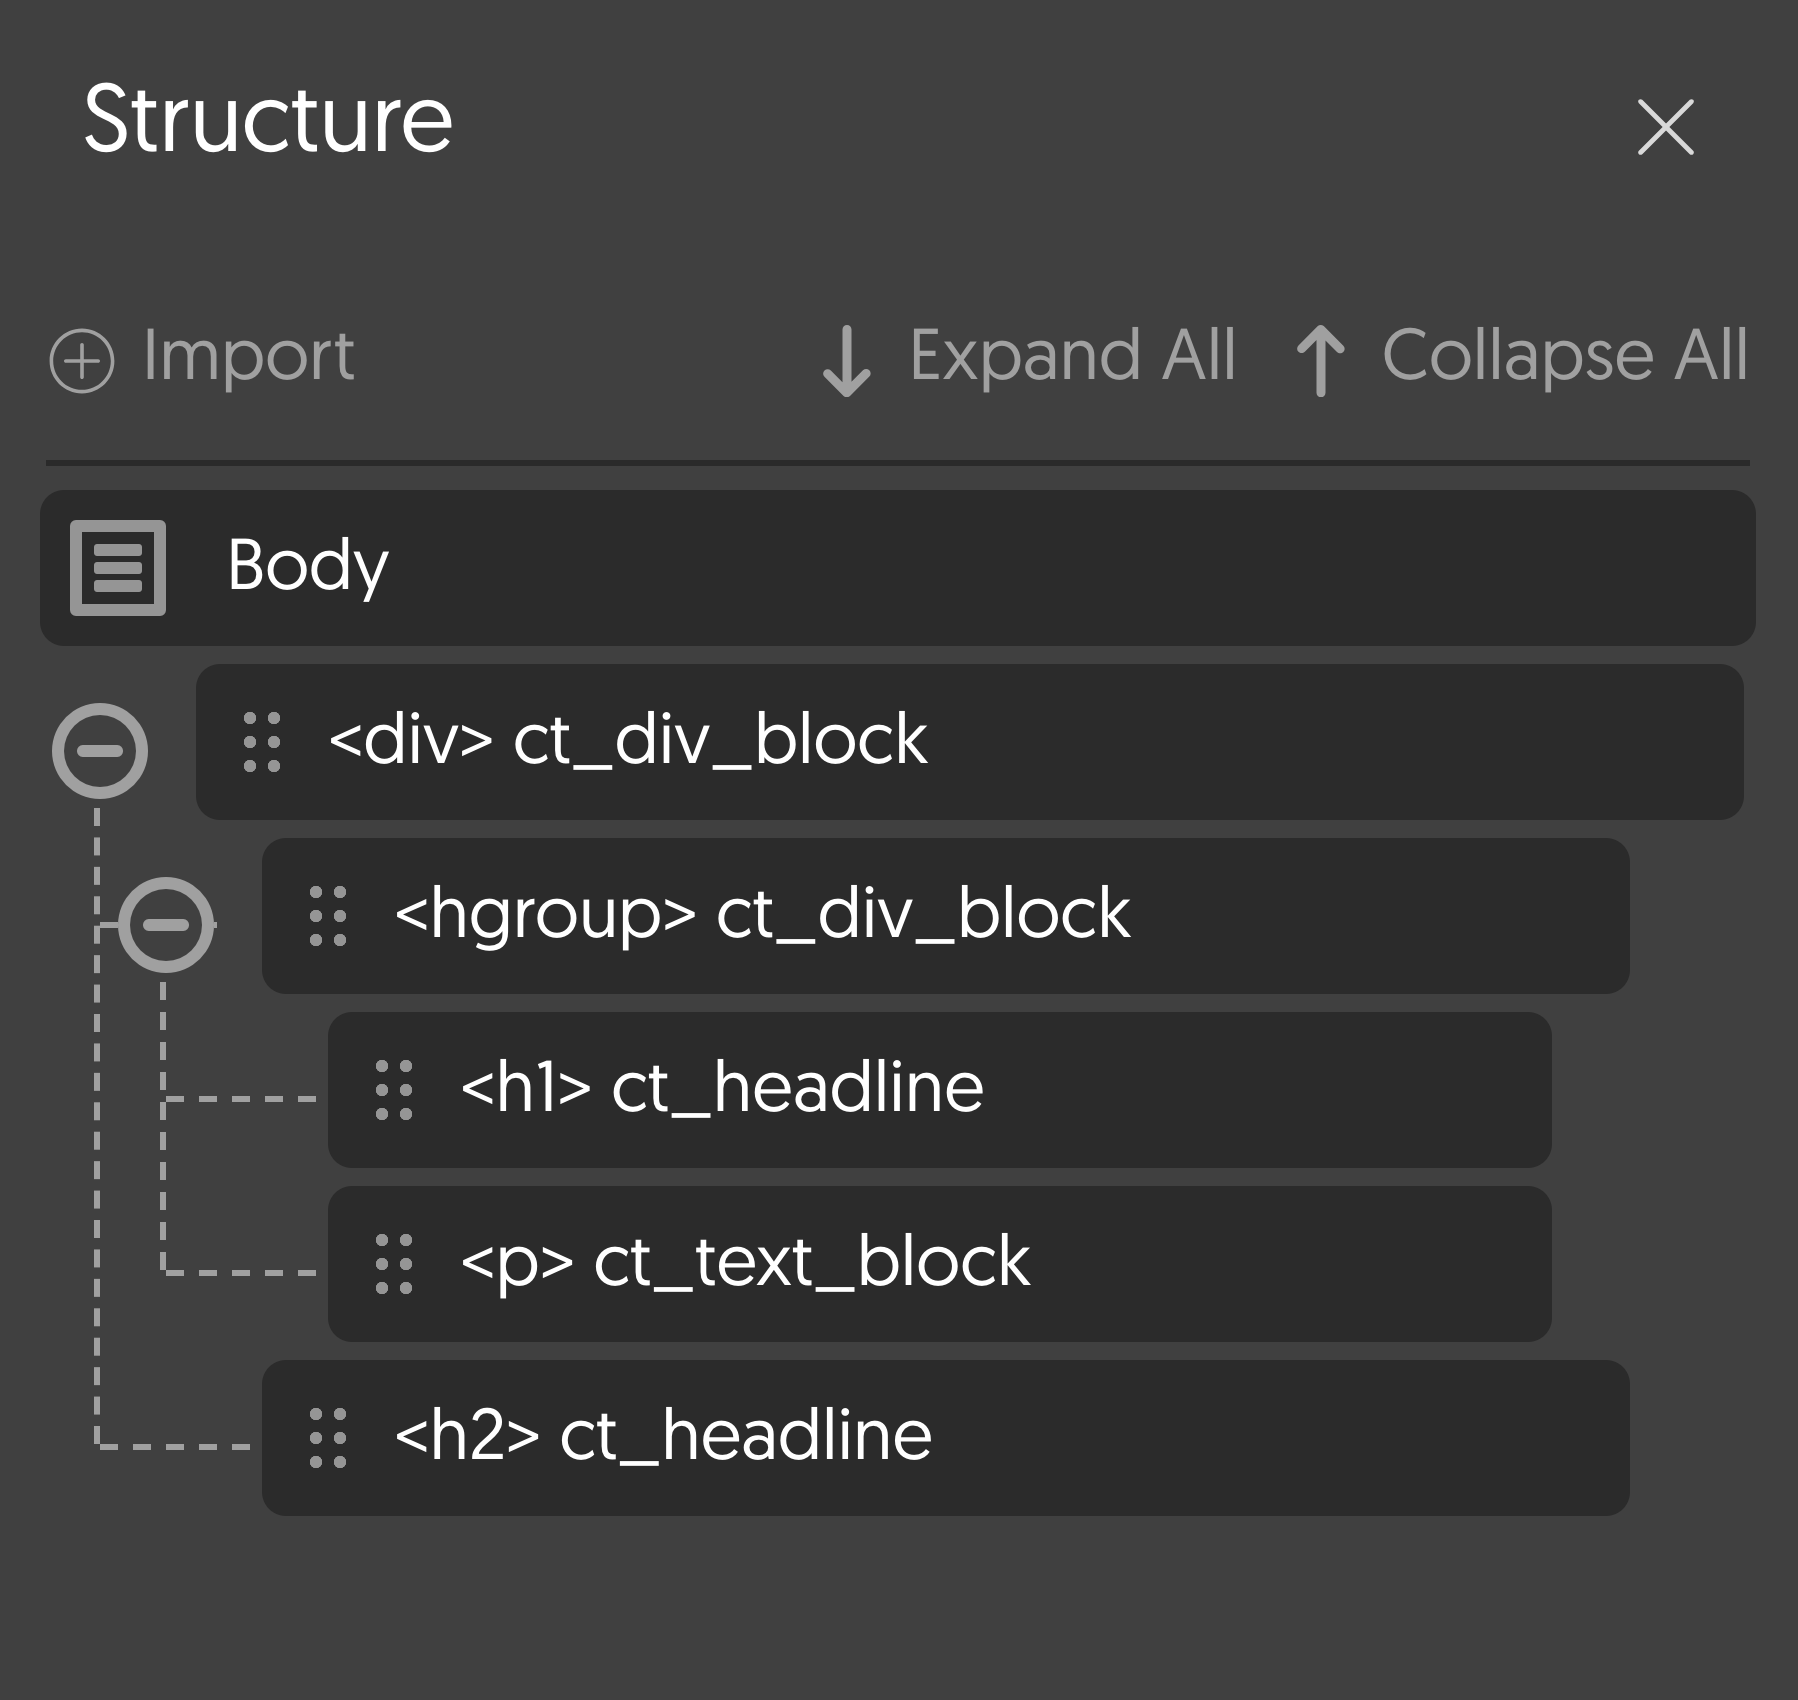 Structure
Import Expand All Collapse All
Body
<div> ct_div_block
<hgroup> ct_div_block
<h1> ct_headline
<p> ct_text_block
<h2> ct_headline